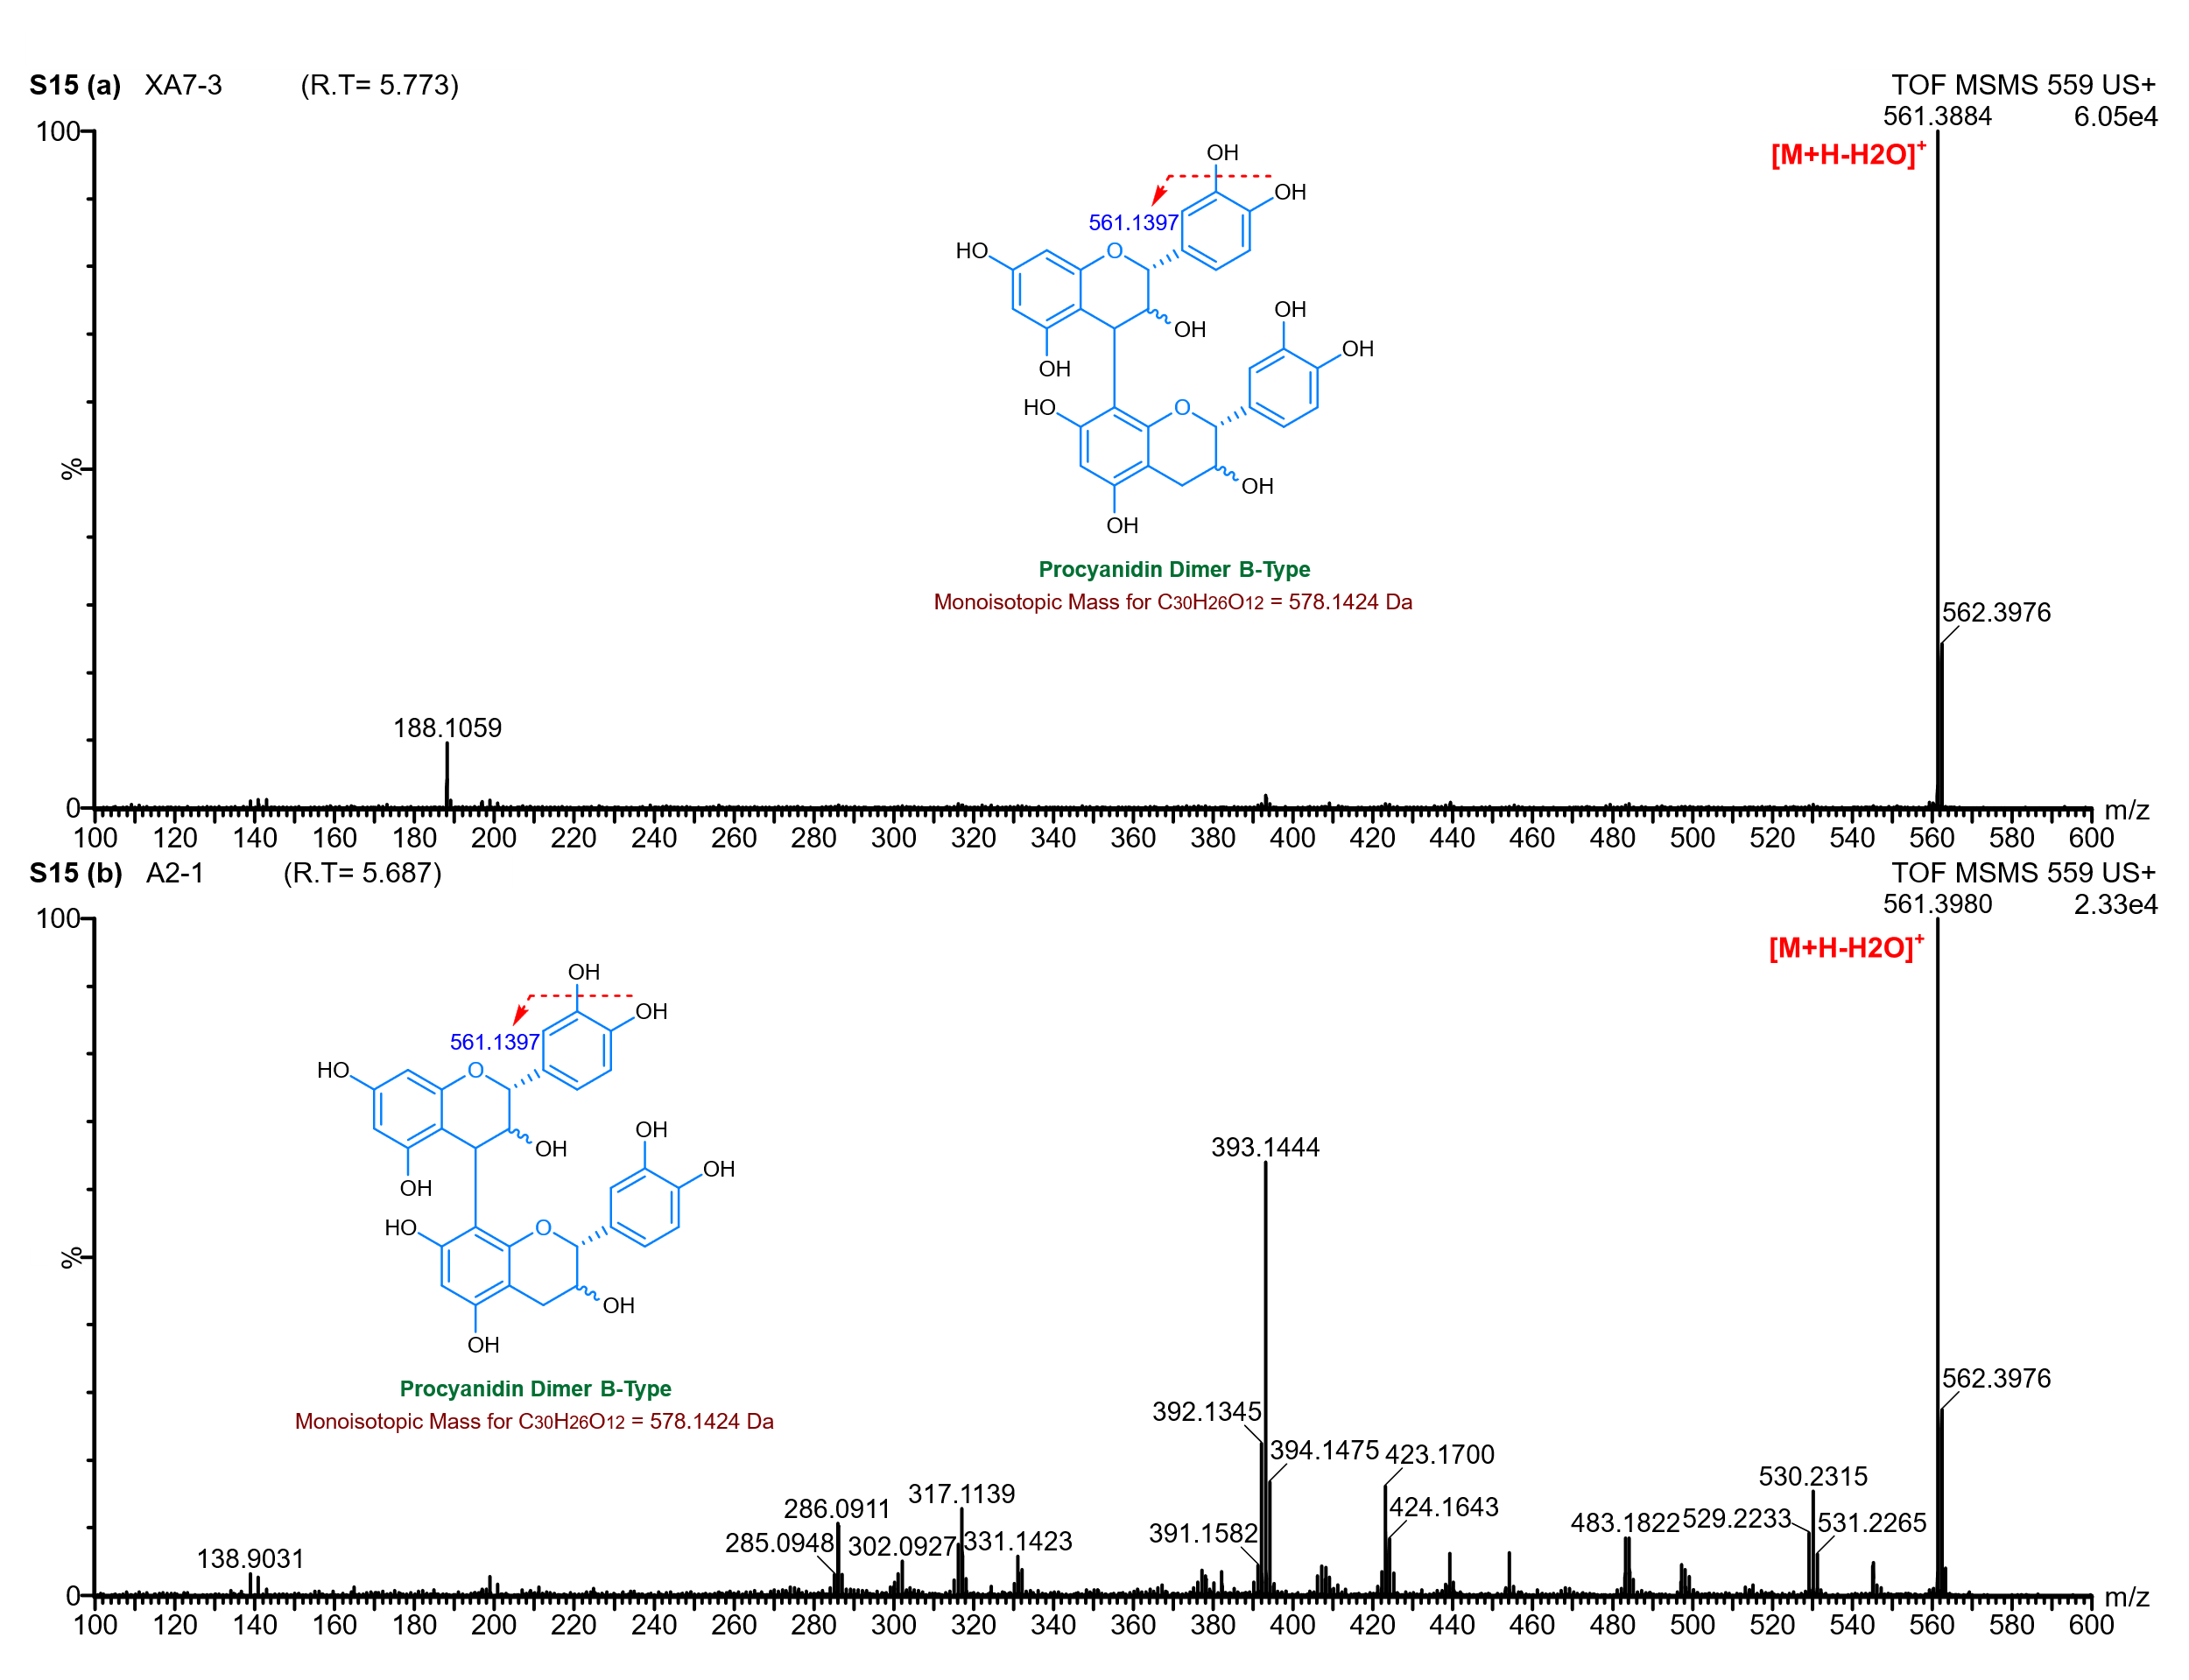 S15 (a) XA7-3 (R.T= 5.773)
TOF MSMS 559 US+
561.3884 6.05e4
100
[M+H-H2O]+
OH
OH
561.1397
HO
O
OH
OH
OH
OH
HO
O
OH
OH
%
Procyanidin Dimer B-Type
Monoisotopic Mass for C30H26O12 = 578.1424 Da
562.3976
188.1059
0
m/z
100 120 140 160 180 200 220 240 260 280 300 320 340 360 380 400 420 440 460 480 500 520 540 560 580 600
S15 (b) A2-1 (R.T= 5.687)
TOF MSMS 559 US+
561.3980 2.33e4
100
[M+H-H2O]+
OH
OH
561.1397
HO
O
OH
OH
OH
OH
HO
O
OH
OH
%
Procyanidin Dimer B-Type
Monoisotopic Mass for C30H26O12 = 578.1424 Da
393.1444
562.3976
392.1345
394.1475
423.1700
530.2315
317.1139
286.0911
424.1643
483.1822
529.2233
531.2265
391.1582
285.0948
302.0927
331.1423
138.9031
0
m/z
100 120 140 160 180 200 220 240 260 280 300 320 340 360 380 400 420 440 460 480 500 520 540 560 580 600